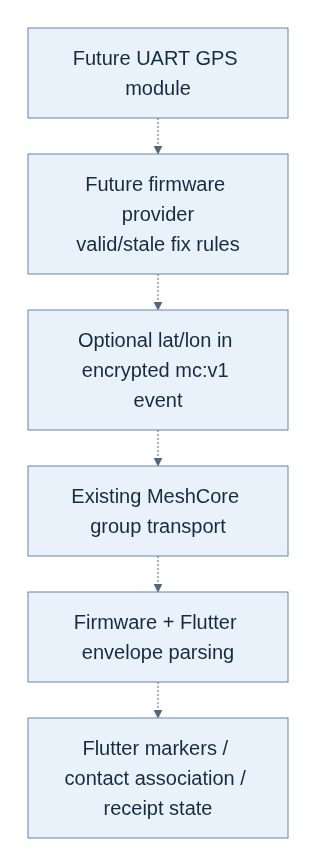 Future UART GPS
module
Future firmware
provider
valid/stale fix rules
Optional lat/lon in
encrypted mc:v1
event
Existing MeshCore
group transport
Firmware + Flutter
envelope parsing
Flutter markers /
contact association /
receipt state